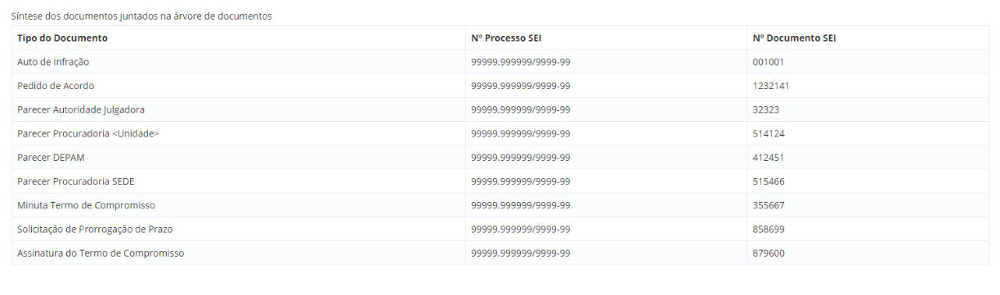 Síntese dos documentos juntados na árvore de documentos
Tipo do Documento Nº Processo SEI Nº Documento SEI
Auto de Infração 99999.999999/9999-99 001001
Pedido de Acordo 99999.999999/9999-99 1232141
Parecer Autoridade Julgadora 99999.999999/9999-99 32323
Parecer Procuradoria <Unidade> 99999.999999/9999-99 514124
Parecer DEPAM 99999.999999/9999-99 412451
Parecer Procuradoria SEDE 99999.999999/9999-99 515466
Minuta Termo de Compromisso 99999.999999/9999-99 355667
Solicitação de Prorrogação de Prazo 99999.999999/9999-99 858699
Assinatura do Termo de Compromisso 99999.999999/9999-99 879600